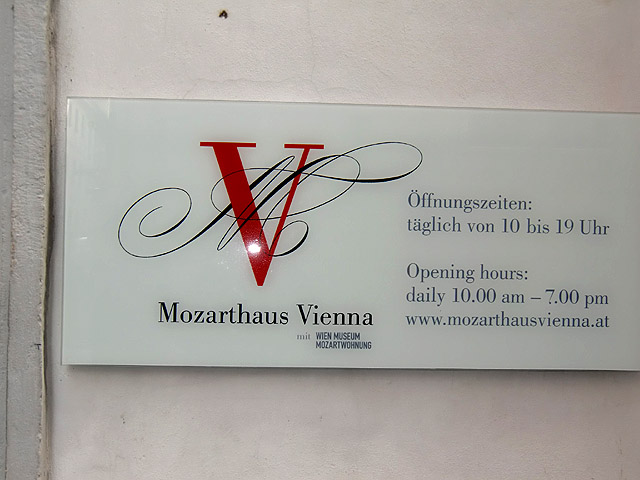 V
M
Mozarthaus Vienna
mit WIEN MUSEUM
MOZARTWOHNUNG
Öffnungszeiten:
täglich von 10 bis 19 Uhr
Opening hours:
daily 10.00 am – 7.00 pm
www.mozarthausvienna.at